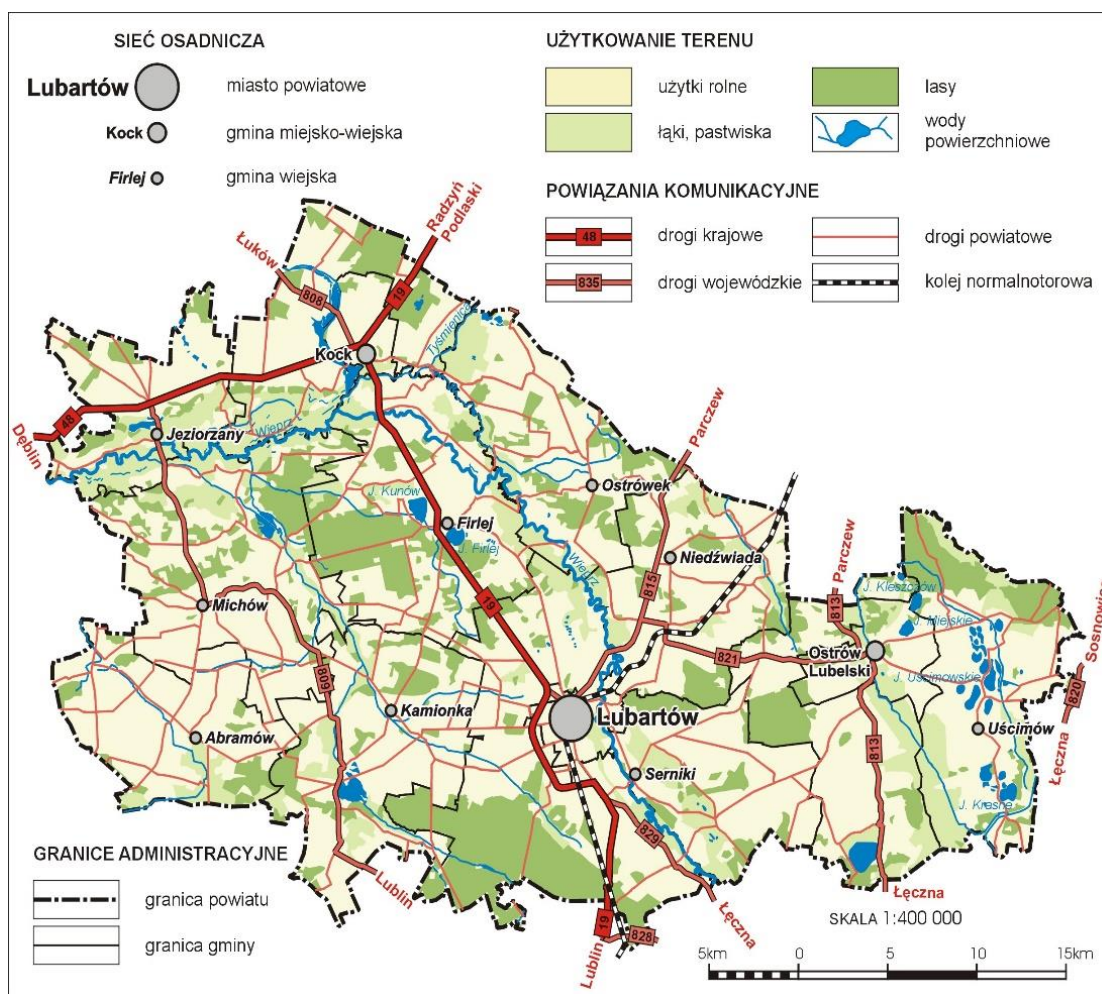 SIEĆ OSADNICZA
Lubartów
miasto powiatowe
Kock
gmina miejsko-wiejska
Firlej
gmina wiejska
UŻYTKOWANIE TERENU
użytki rolne
lasy
łąki, pastwiska
wody
powierzchniowe
POWIĄZANIA KOMUNIKACYJNE
48
drogi krajowe
drogi powiatowe
835
drogi wojewódzkie
kolej normalnotorowa
Radzyń
Podlaski
Łuków
808
19
Tyśmienica
Kock
48
Dęblin
Jeziorzany
Wieprz
Parczew
Ostrówek
J. Kunów
Firlej
J. Firlej
Wieprz
Niedźwiada
815
19
Parczew
813
J. Kleszczów
J. Miejskie
Sosnowica
820
Łęczna
Michów
809
821
Ostrów
Lubelski
J. Uścimowskie
Uścimów
Kamionka
Lubartów
Abramów
813
Serniki
J. Krasne
829
Lublin
Łęczna
Łęczna
19
828
Lublin
GRANICE ADMINISTRACYJNE
granica powiatu
granica gminy
SKALA 1:400 000
5km
0
5
10
15km